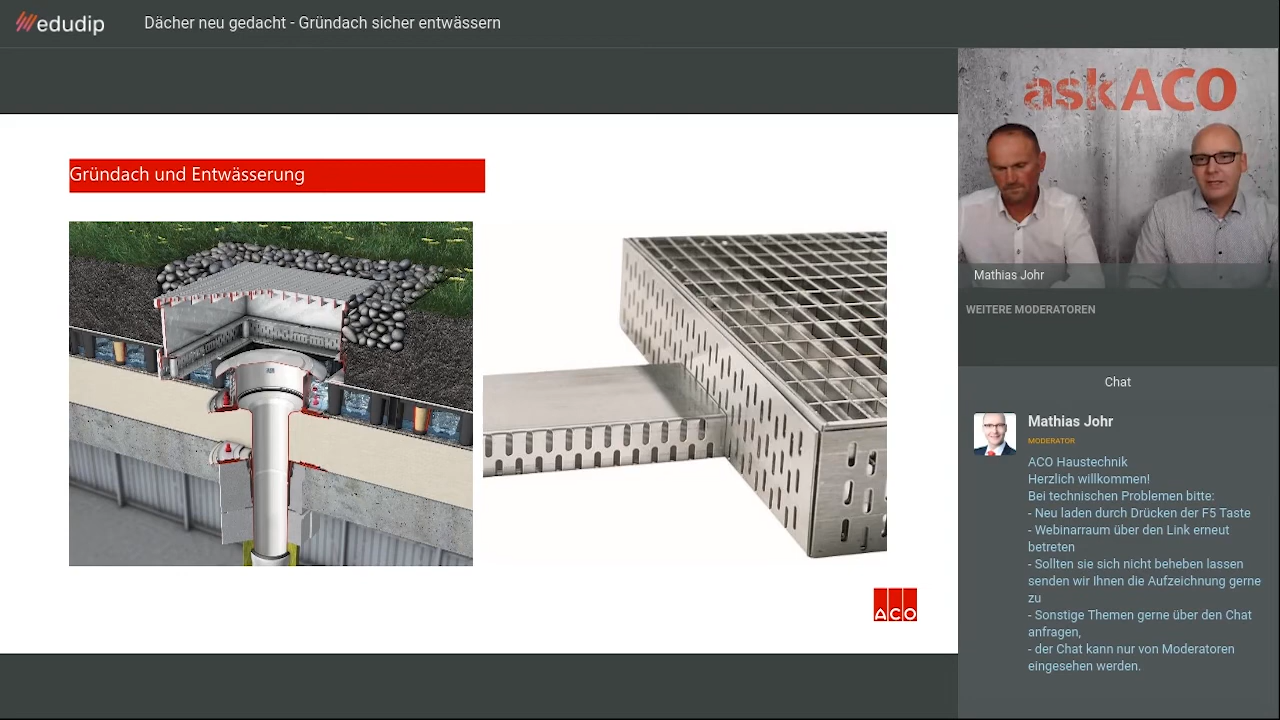 edudip
Dächer neu gedacht - Gründach sicher entwässern
Gründach und Entwässerung
ACO
askACO
Mathias Johr
WEITERE MODERATOREN
Chat
Mathias Johr
MODERATOR
ACO Haustechnik
Herzlich willkommen!
Bei technischen Problemen bitte:
- Neu laden durch Drücken der F5 Taste
- Webinarraum über den Link erneut
betreten
- Sollten sie sich nicht beheben lassen
senden wir Ihnen die Aufzeichnung gerne
zu
- Sonstige Themen gerne über den Chat
anfragen,
- der Chat kann nur von Moderatoren
eingesehen werden.